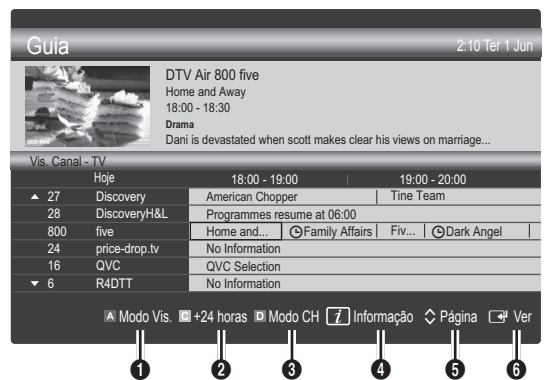 Guia 2:10 Ter 1 Jun
DTV Air 800 five
Home and Away
18:00 - 18:30
Drama
Dani is devastated when scott makes clear his views on marriage...
800 five
Vis. Canal - TV
Hoje 18:00 - 19:00 19:00 - 20:00
▲ 27 Discovery American Chopper Tine Team
28 DiscoveryH&L Programmes resume at 06:00
800 five Home and... Family Affairs Fiv... Dark Angel
24 price-drop.tv No Information
16 QVC QVC Selection
▼ 6 R4DTT No Information
A Modo Vis. C +24 horas D Modo CH i Informação Página Ver
1 2 3 4 5 6